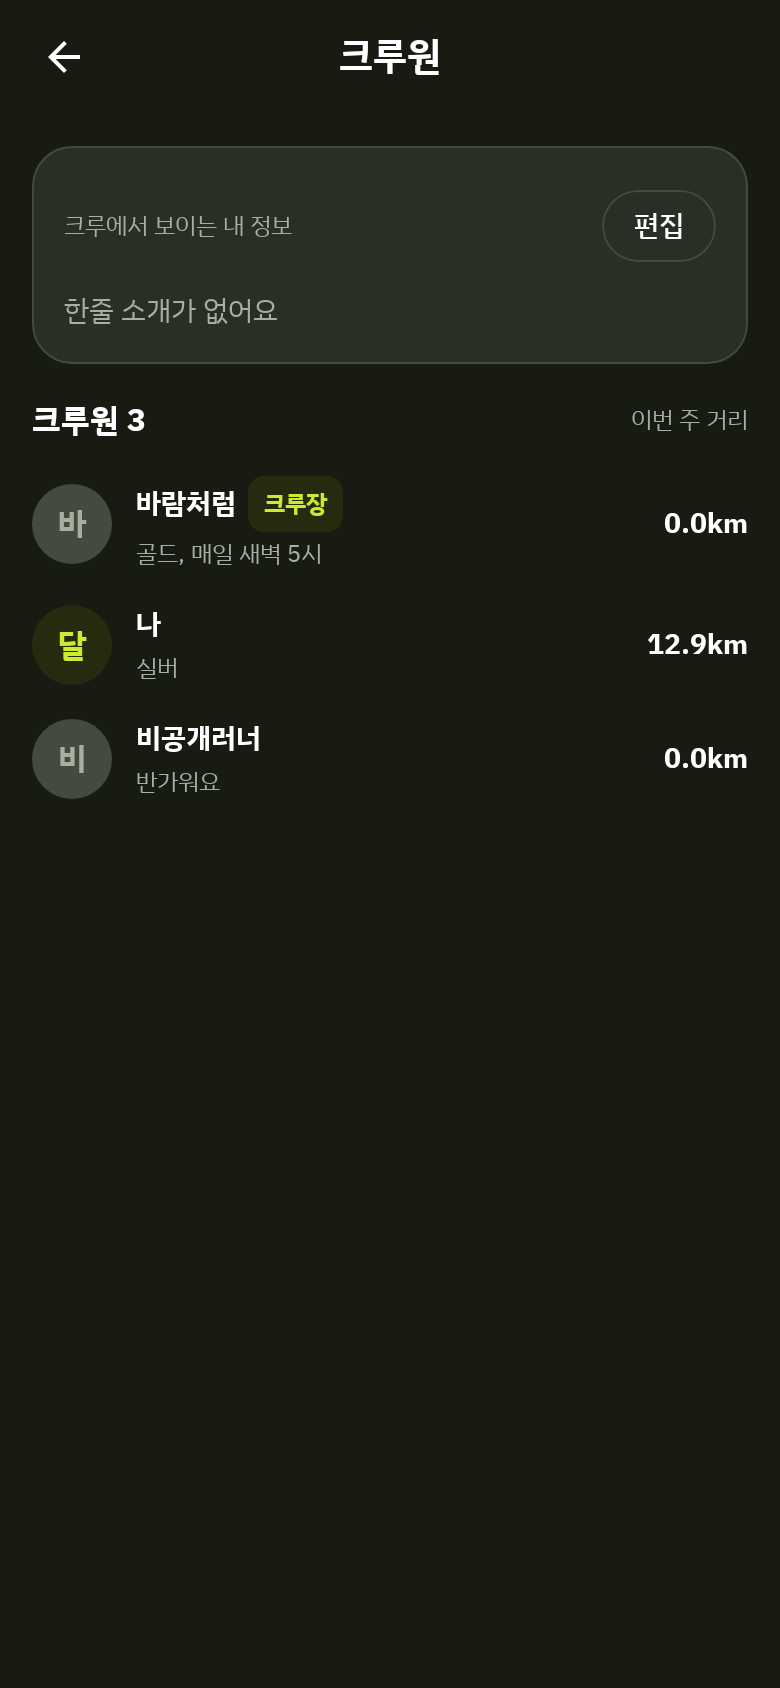 크루원
크루에서 보이는 내 정보
편집
한줄 소개가 없어요
크루원 3
이번 주 거리
바
바람처럼
크루장
골드, 매일 새벽 5시
0.0km
달
나
실버
12.9km
비
비공개러너
반가워요
0.0km